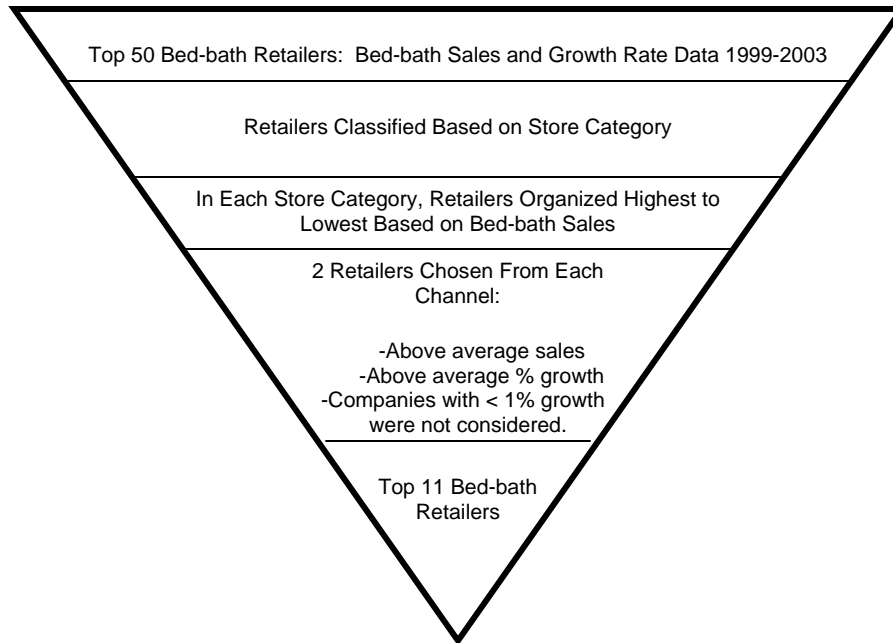 Top 50 Bed-bath Retailers:  Bed-bath Sales and Growth Rate Data 1999-2003
Retailers Classified Based on Store Category
In Each Store Category, Retailers Organized Highest to
Lowest Based on Bed-bath Sales
2 Retailers Chosen From Each
Channel:
-Above average sales
-Above average % growth
-Companies with < 1% growth
were not considered.
Top 11 Bed-bath
Retailers